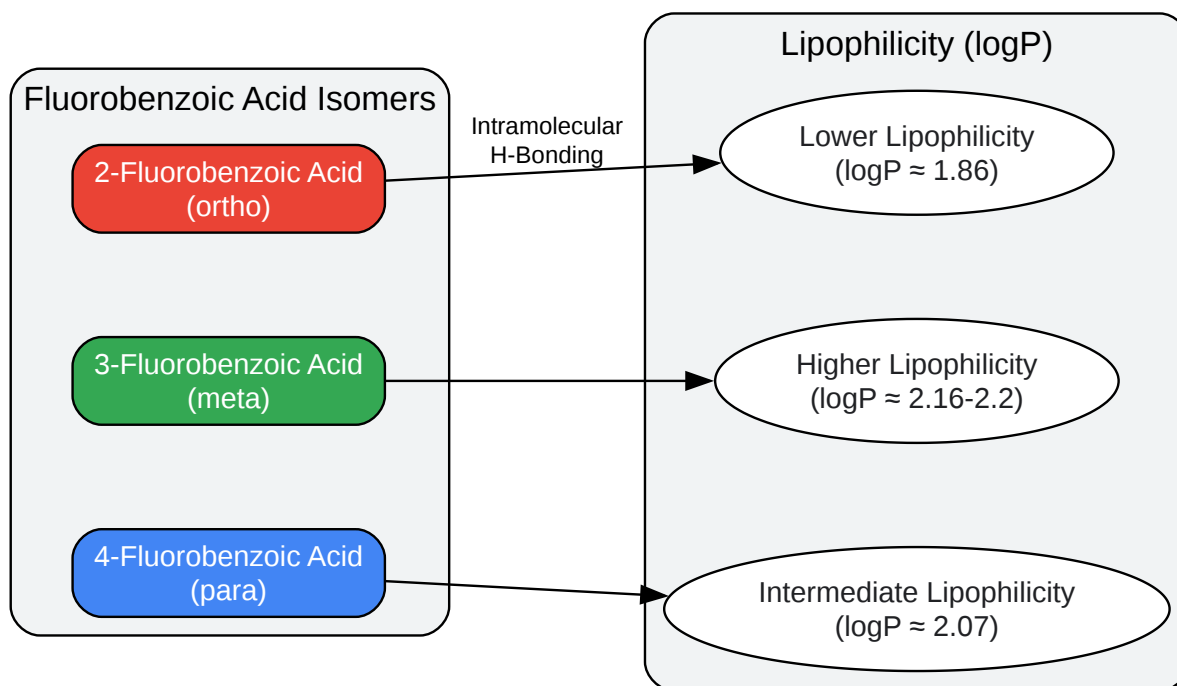 Lipophilicity (logP)
Fluorobenzoic Acid Isomers
2-Fluorobenzoic Acid
(ortho)
Intramolecular
H-Bonding
Lower Lipophilicity
(logP ≈ 1.86)
3-Fluorobenzoic Acid
(meta)
Higher Lipophilicity
(logP ≈ 2.16-2.2)
4-Fluorobenzoic Acid
(para)
Intermediate Lipophilicity
(logP ≈ 2.07)